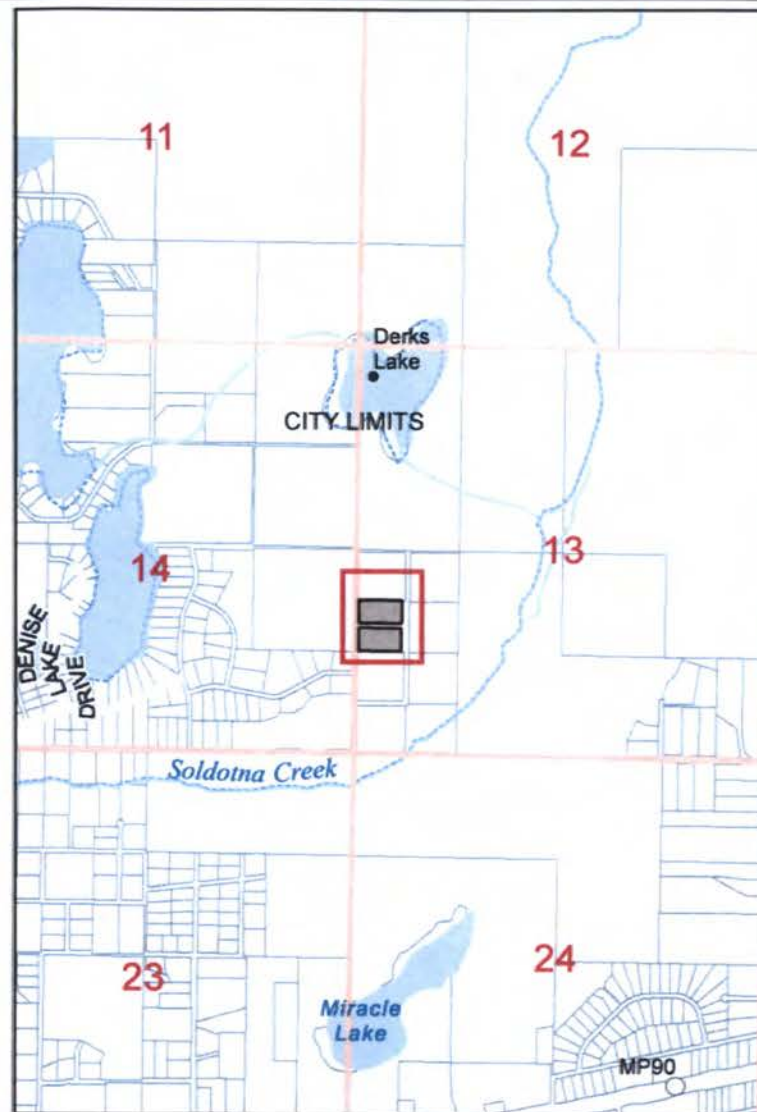 11
12
Derks
Lake
CITY LIMITS
14
13
DENISE
LAKE
DRIVE
Soldotna Creek
23
24
Miracle
Lake
MP90